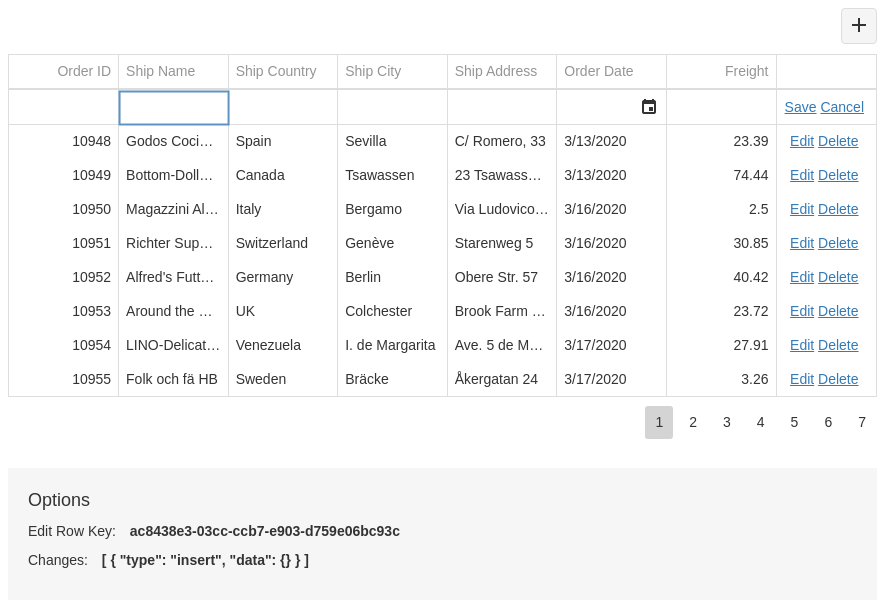 Order ID Ship Name Ship Country Ship City Ship Address Order Date Freight
Save Cancel
10948 Godos Coci… Spain Sevilla C/ Romero, 33 3/13/2020 23.39 Edit Delete
10949 Bottom-Doll… Canada Tsawassen 23 Tsawass… 3/13/2020 74.44 Edit Delete
10950 Magazzini Al… Italy Bergamo Via Ludovico… 3/16/2020 2.5 Edit Delete
10951 Richter Sup… Switzerland Genève Starenweg 5 3/16/2020 30.85 Edit Delete
10952 Alfred's Futt… Germany Berlin Obere Str. 57 3/16/2020 40.42 Edit Delete
10953 Around the … UK Colchester Brook Farm … 3/16/2020 23.72 Edit Delete
10954 LINO-Delicat… Venezuela I. de Margarita Ave. 5 de M… 3/17/2020 27.91 Edit Delete
10955 Folk och fä HB Sweden Bräcke Åkergatan 24 3/17/2020 3.26 Edit Delete
1 2 3 4 5 6 7
Options
Edit Row Key: ac8438e3-03cc-ccb7-e903-d759e06bc93c
Changes: [ { "type": "insert", "data": {} } ]